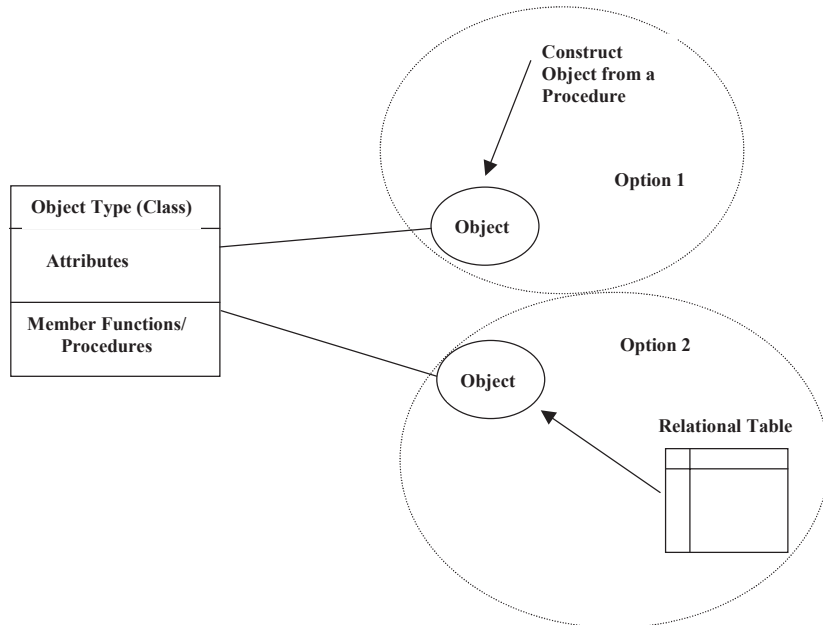 Construct
Object from a
Procedure
Option 1
Object Type (Class)
Object
Attributes
Member Functions/
Procedures
Option 2
Object
Relational Table